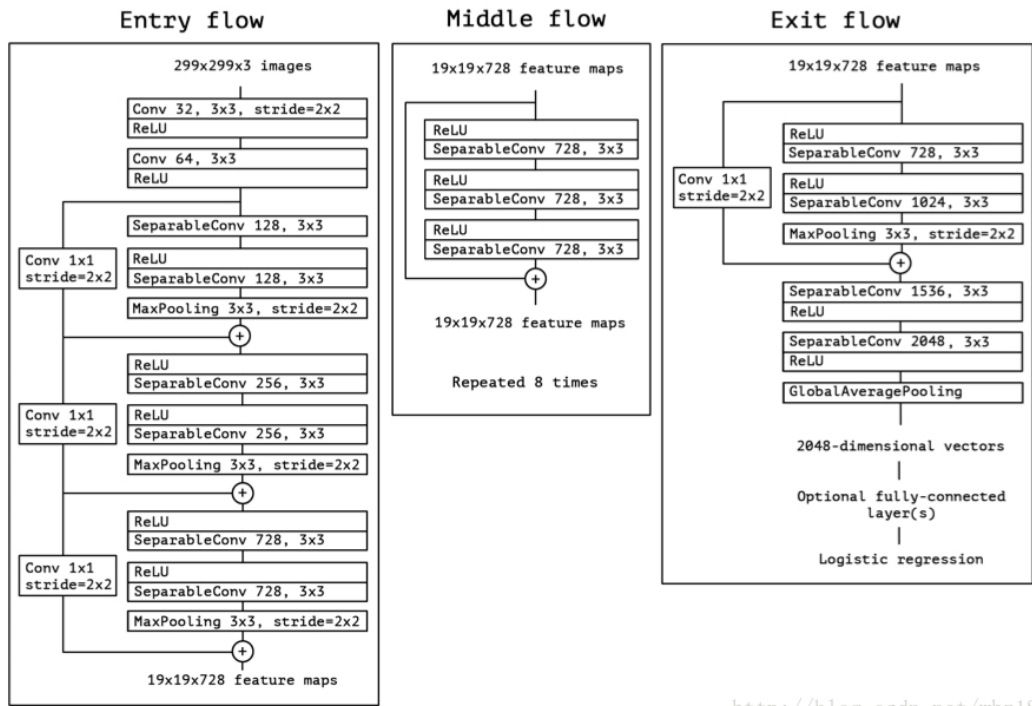 Entry flow
299x299x3 images
Conv 32, 3x3, stride=2x2
ReLU
Conv 64, 3x3
ReLU
SeparableConv 128, 3x3
Conv 1x1
stride=2x2
ReLU
SeparableConv 128, 3x3
MaxPooling 3x3, stride=2x2
+
ReLU
SeparableConv 256, 3x3
Conv 1x1
stride=2x2
ReLU
SeparableConv 256, 3x3
MaxPooling 3x3, stride=2x2
+
ReLU
SeparableConv 728, 3x3
Conv 1x1
stride=2x2
ReLU
SeparableConv 728, 3x3
MaxPooling 3x3, stride=2x2
+
19x19x728 feature maps
Middle flow
19x19x728 feature maps
ReLU
SeparableConv 728, 3x3
ReLU
SeparableConv 728, 3x3
ReLU
SeparableConv 728, 3x3
+
19x19x728 feature maps
Repeated 8 times
Exit flow
19x19x728 feature maps
ReLU
SeparableConv 728, 3x3
Conv 1x1
stride=2x2
ReLU
SeparableConv 1024, 3x3
MaxPooling 3x3, stride=2x2
+
SeparableConv 1536, 3x3
ReLU
SeparableConv 2048, 3x3
ReLU
GlobalAveragePooling
2048-dimensional vectors
Optional fully-connected
layer(s)
Logistic regression